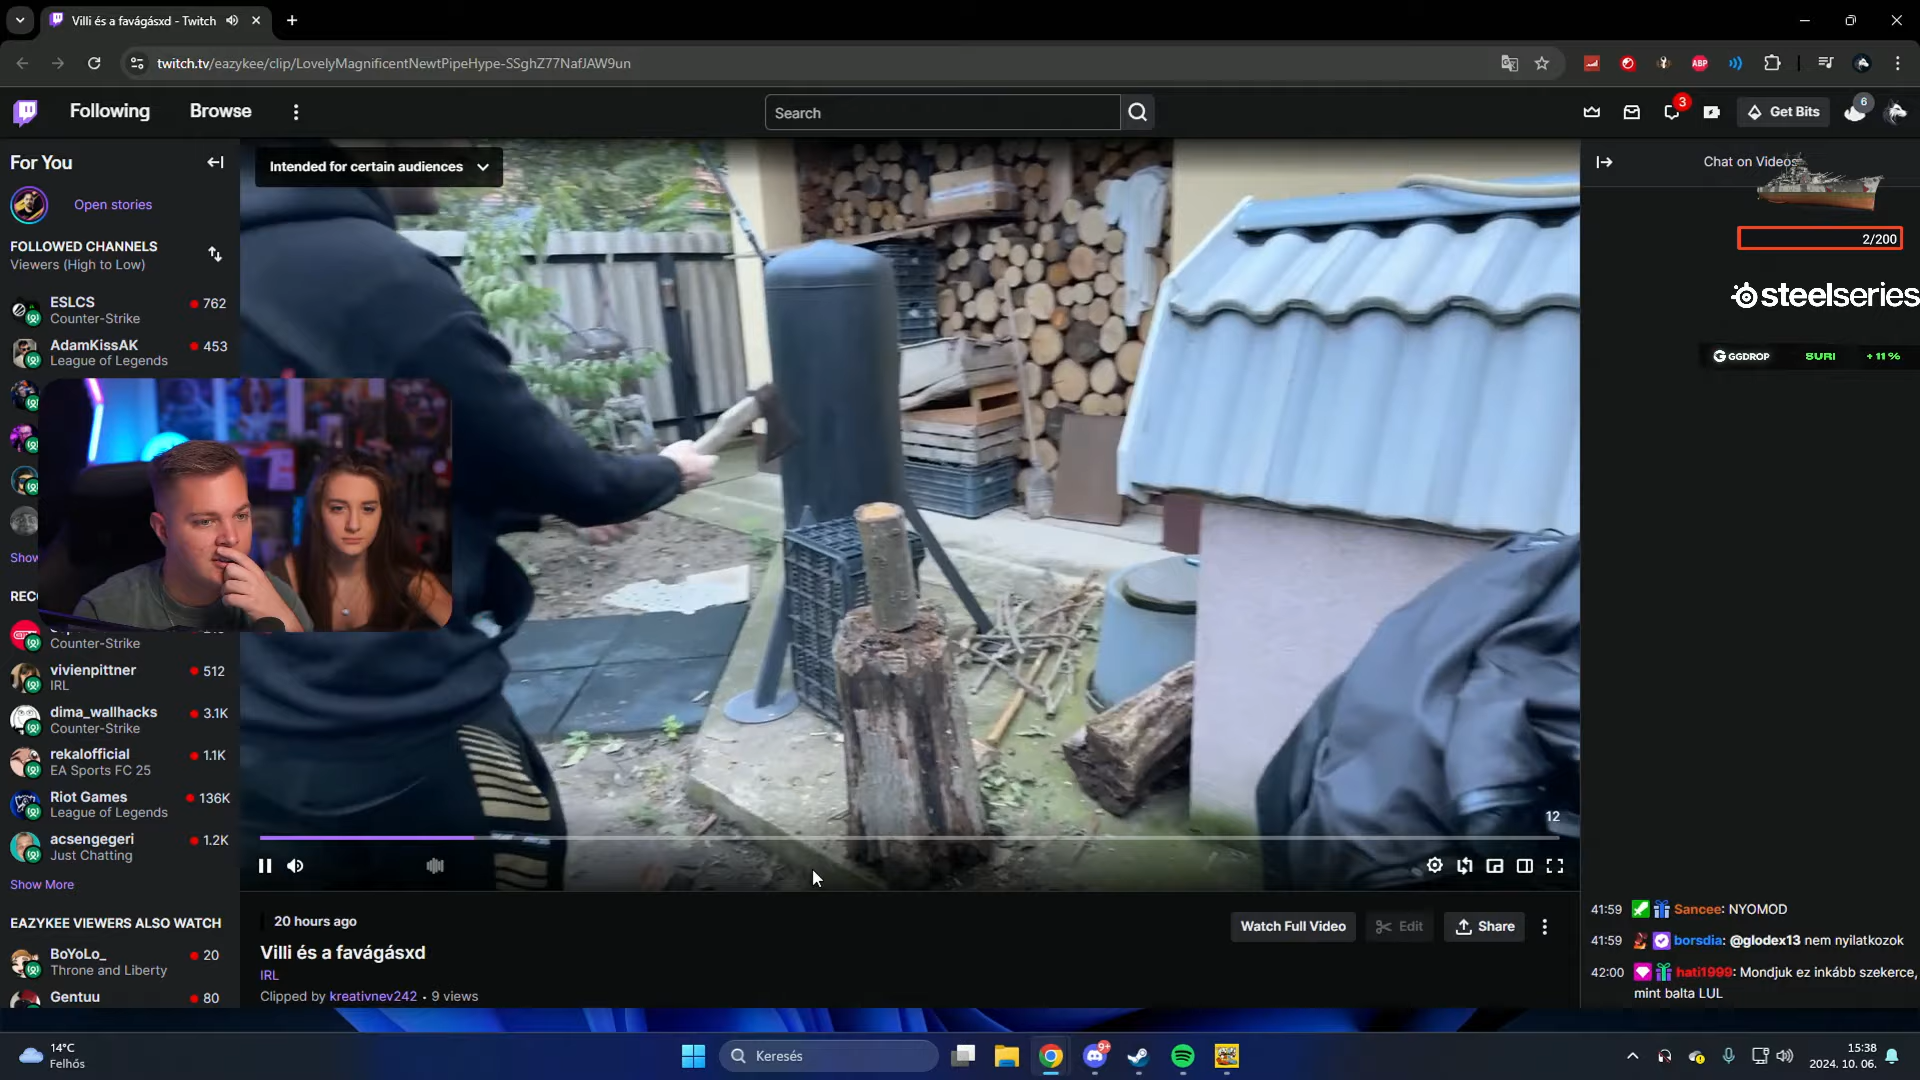 Villi és a favágásxd - Twitch
twitch.tv/eazykee/clip/LovelyMagnificentNewtPipeHype-SSghZ77NafJAW9un
ABP
Following
Browse
Search
3
Get Bits
6
For You
Open stories
FOLLOWED CHANNELS
Viewers (High to Low)
ESLCS
762
Counter-Strike
AdamKissAK
453
League of Legends
Show
REC
Counter-Strike
vivienpittner
512
IRL
dima_wallhacks
3.1K
Counter-Strike
rekalofficial
1.1K
EA Sports FC 25
Riot Games
136K
League of Legends
acsengegeri
1.2K
Just Chatting
Show More
EAZYKEE VIEWERS ALSO WATCH
BoYoLo_
20
Throne and Liberty
Gentuu
80
Intended for certain audiences
12
20 hours ago
Watch Full Video
Edit
Share
Villi és a favágásxd
IRL
Clipped by kreativnev242 • 9 views
Chat on Videos
2/200
steelseries
GGDROP SURI +11%
41:59 Sancee: NYOMOD
41:59 borsdia: @glodex13 nem nyilatkozok
42:00 hati1999: Mondjuk ez inkább szekerce,
mint balta LUL
14°C
Felhós
Keresés
9+
15:38
2024. 10. 06.